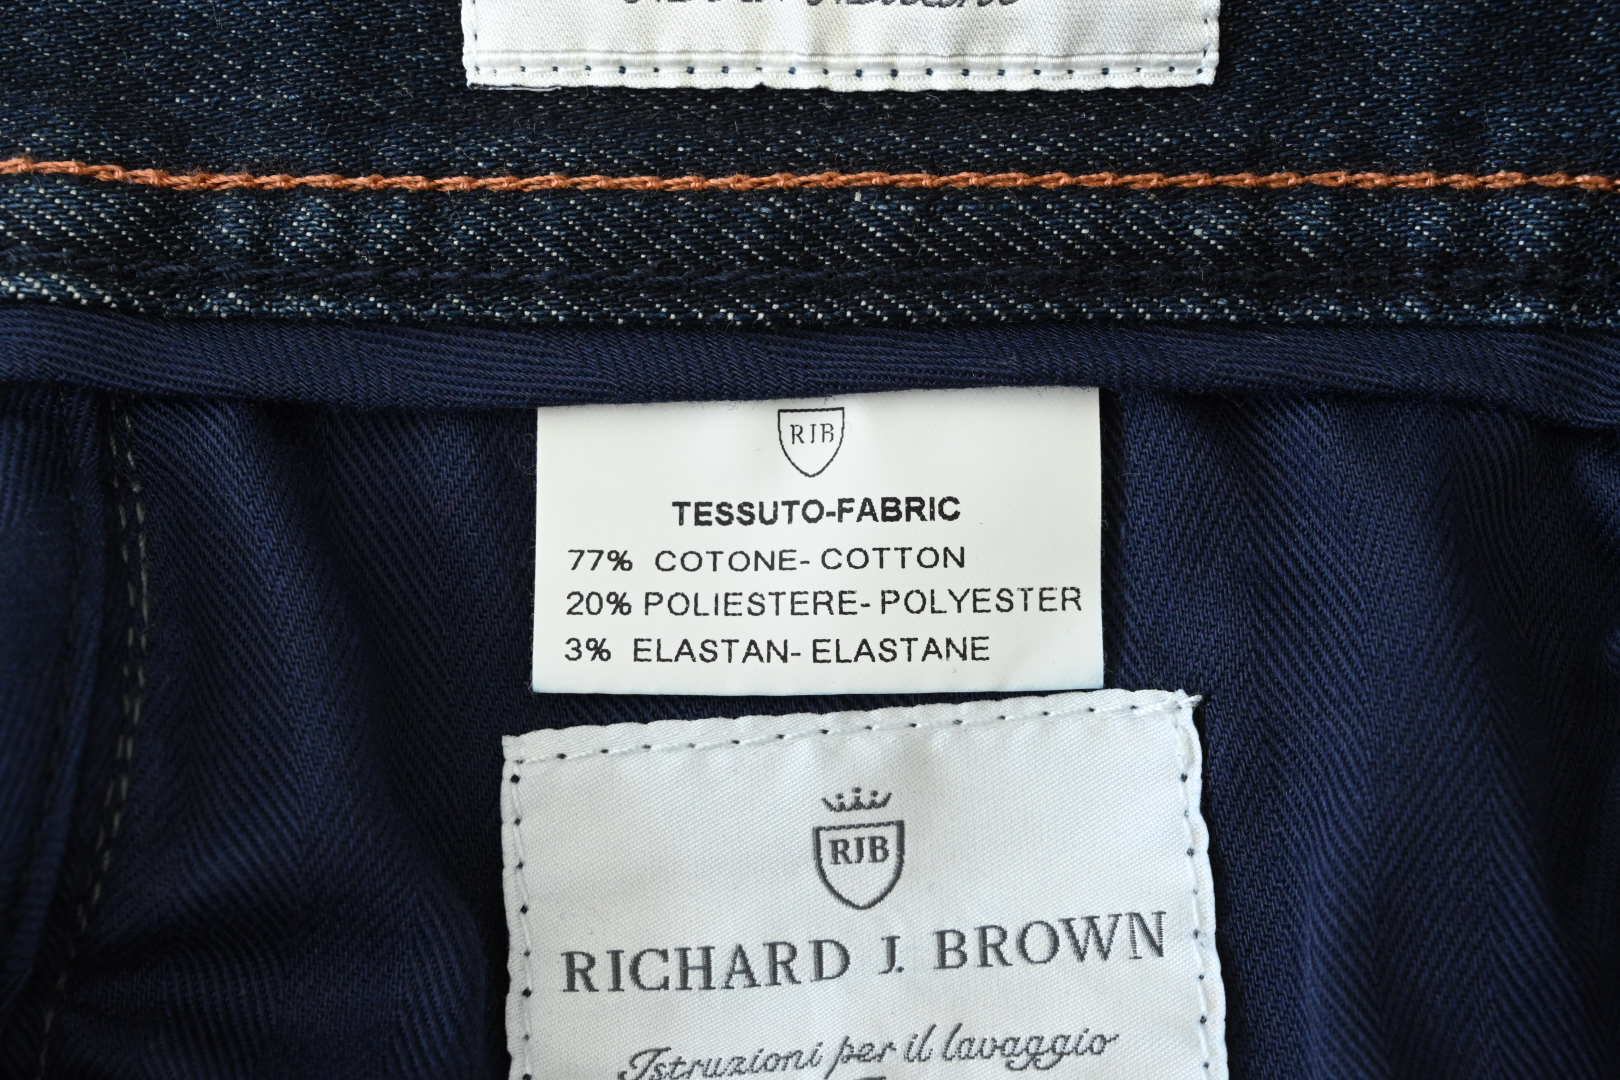 RJB
TESSUTO-FABRIC
77% COTONE- COTTON
20% POLIESTERE- POLYESTER
3% ELASTAN- ELASTANE
RJB
RICHARD J. BROWN
Istruzioni per il lavaggio